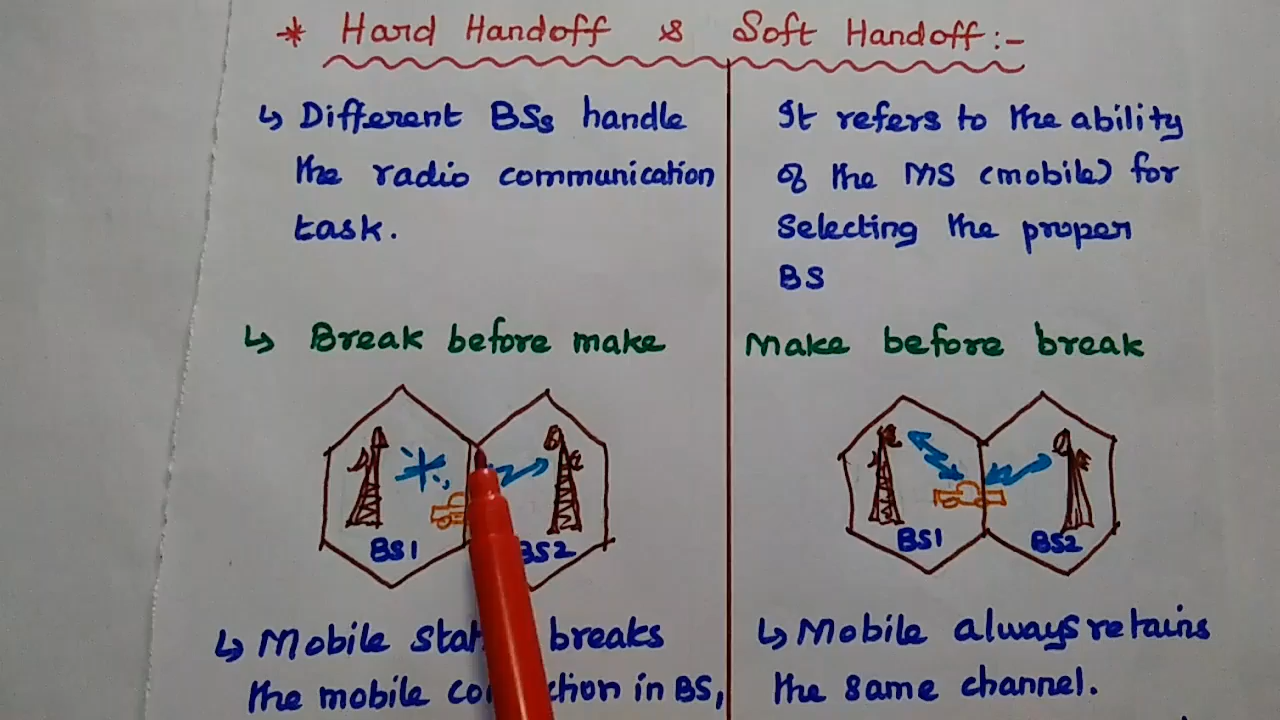 * Hard Handoff & Soft Handoff:-
↳ Different BSs handle
the radio communication
task.
↳ Break before make
BS1
BS2
↳ Mobile breaks
the mobile in BS,
It refers to the ability
of the MS (mobile) for
selecting the proper
BS
Make before break
BS1
BS2
↳ Mobile always retains
the same channel.